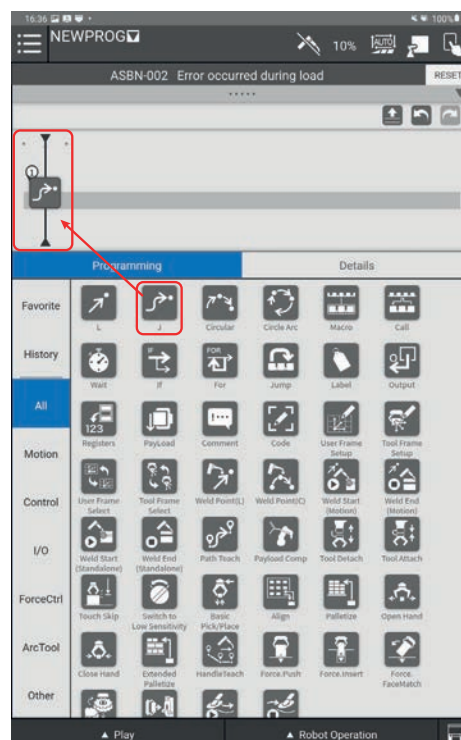 16:36
100%
NEWPROG
10%
AUTO
ASBN-002 Error occurred during load
RESET
1
Programming
Details
Favorite
History
All
Motion
Control
I/O
ForceCtrl
ArcTool
Other
L
J
Circular
Circle Arc
Macro
Call
IF
FOR
Wait
If
For
Jump
Label
Output
123
Registers
PayLoad
Comment
Code
User Frame
Setup
Tool Frame
Setup
User Frame
Select
Tool Frame
Select
Weld Point(L)
Weld Point(C)
Weld Start
(Motion)
Weld End
(Motion)
Weld Start
(Standalone)
Weld End
(Standalone)
Path Teach
Payload Comp
Tool Detach
Tool Attach
Touch Skip
Switch to
Low Sensitivity
Basic
Pick/Place
Align
Palletize
Open Hand
Close Hand
Extended
Palletize
HandleTeach
Force.Push
Force.Insert
Force.
FaceMatch
Play
Robot Operation